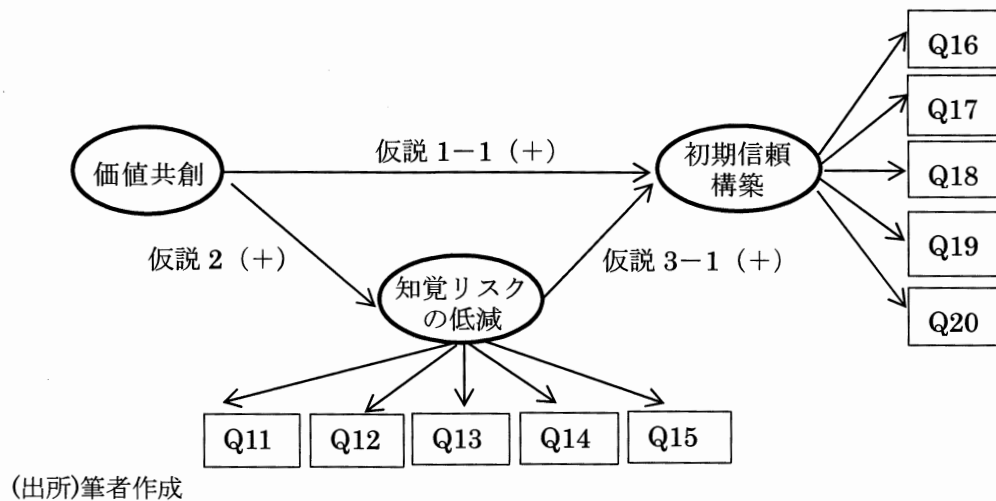 Q16
Q17
仮説 1−1（+）
初期信頼
構築
価値共創
Q18
仮説 2（+）
仮説 3−1（+）
Q19
知覚リスク
の低減
Q20
Q11
Q12
Q13
Q14
Q15
(出所)筆者作成